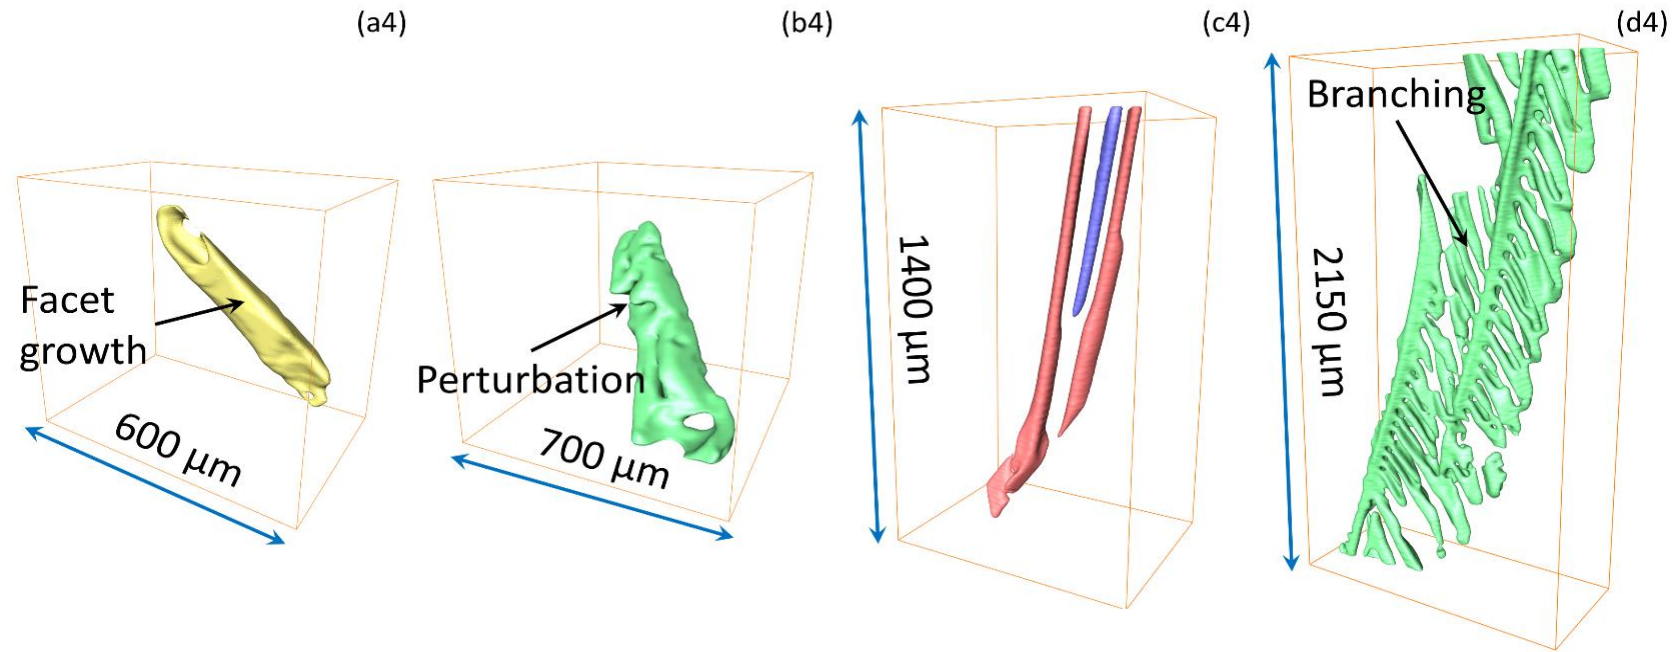 (a4)
Facet
growth
600 μm
(b4)
Perturbation
700 μm
(c4)
1400 μm
(d4)
Branching
2150 μm